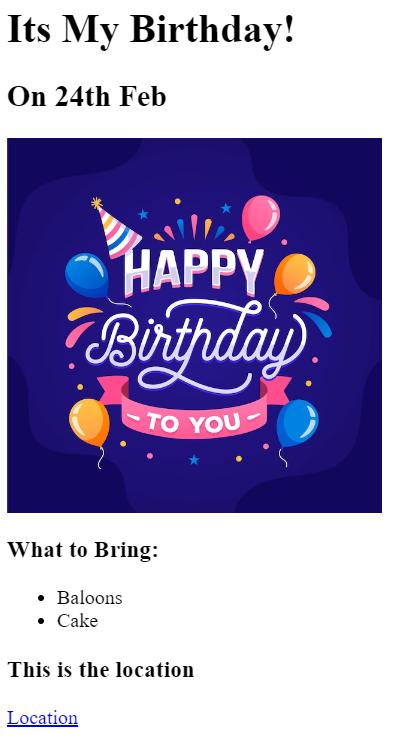 Its My Birthday!
On 24th Feb
HAPPY
Birthday
– TO YOU –
What to Bring:
• Baloons
• Cake
This is the location
Location